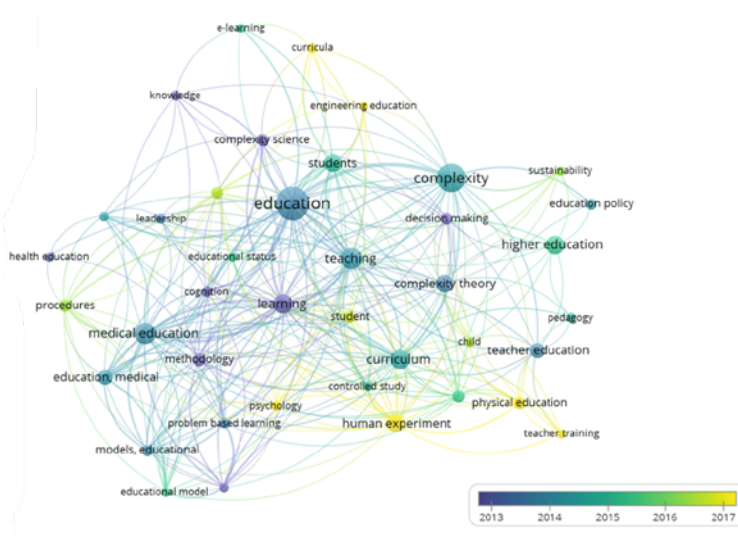 e-learning
curricula
knowledge
engineering education
complexity science
students
sustainability
complexity
education
education policy
leadership
decision making
higher education
health education
educational status
teaching
cognition
complexity theory
procedures
learning
student
pedagogy
medical education
child
teacher education
methodology
curriculum
education, medical
controlled study
psychology
physical education
problem based learning
human experiment
teacher training
models, educational
educational model
2013 2014 2015 2016 2017